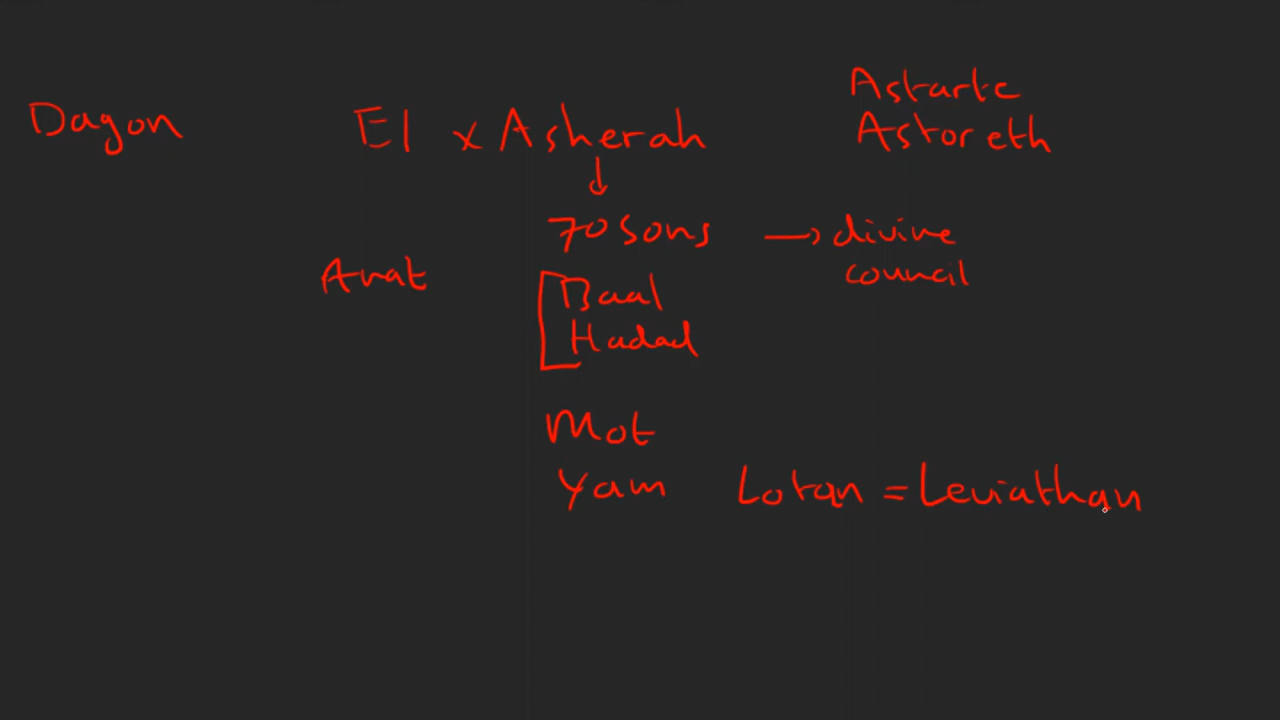 Dagon
El x Asherah
Astarte
Astoreth
70 Sons → divine
council
Anat
Baal
Hadad
Mot
Yam
Lotan = Leviathan